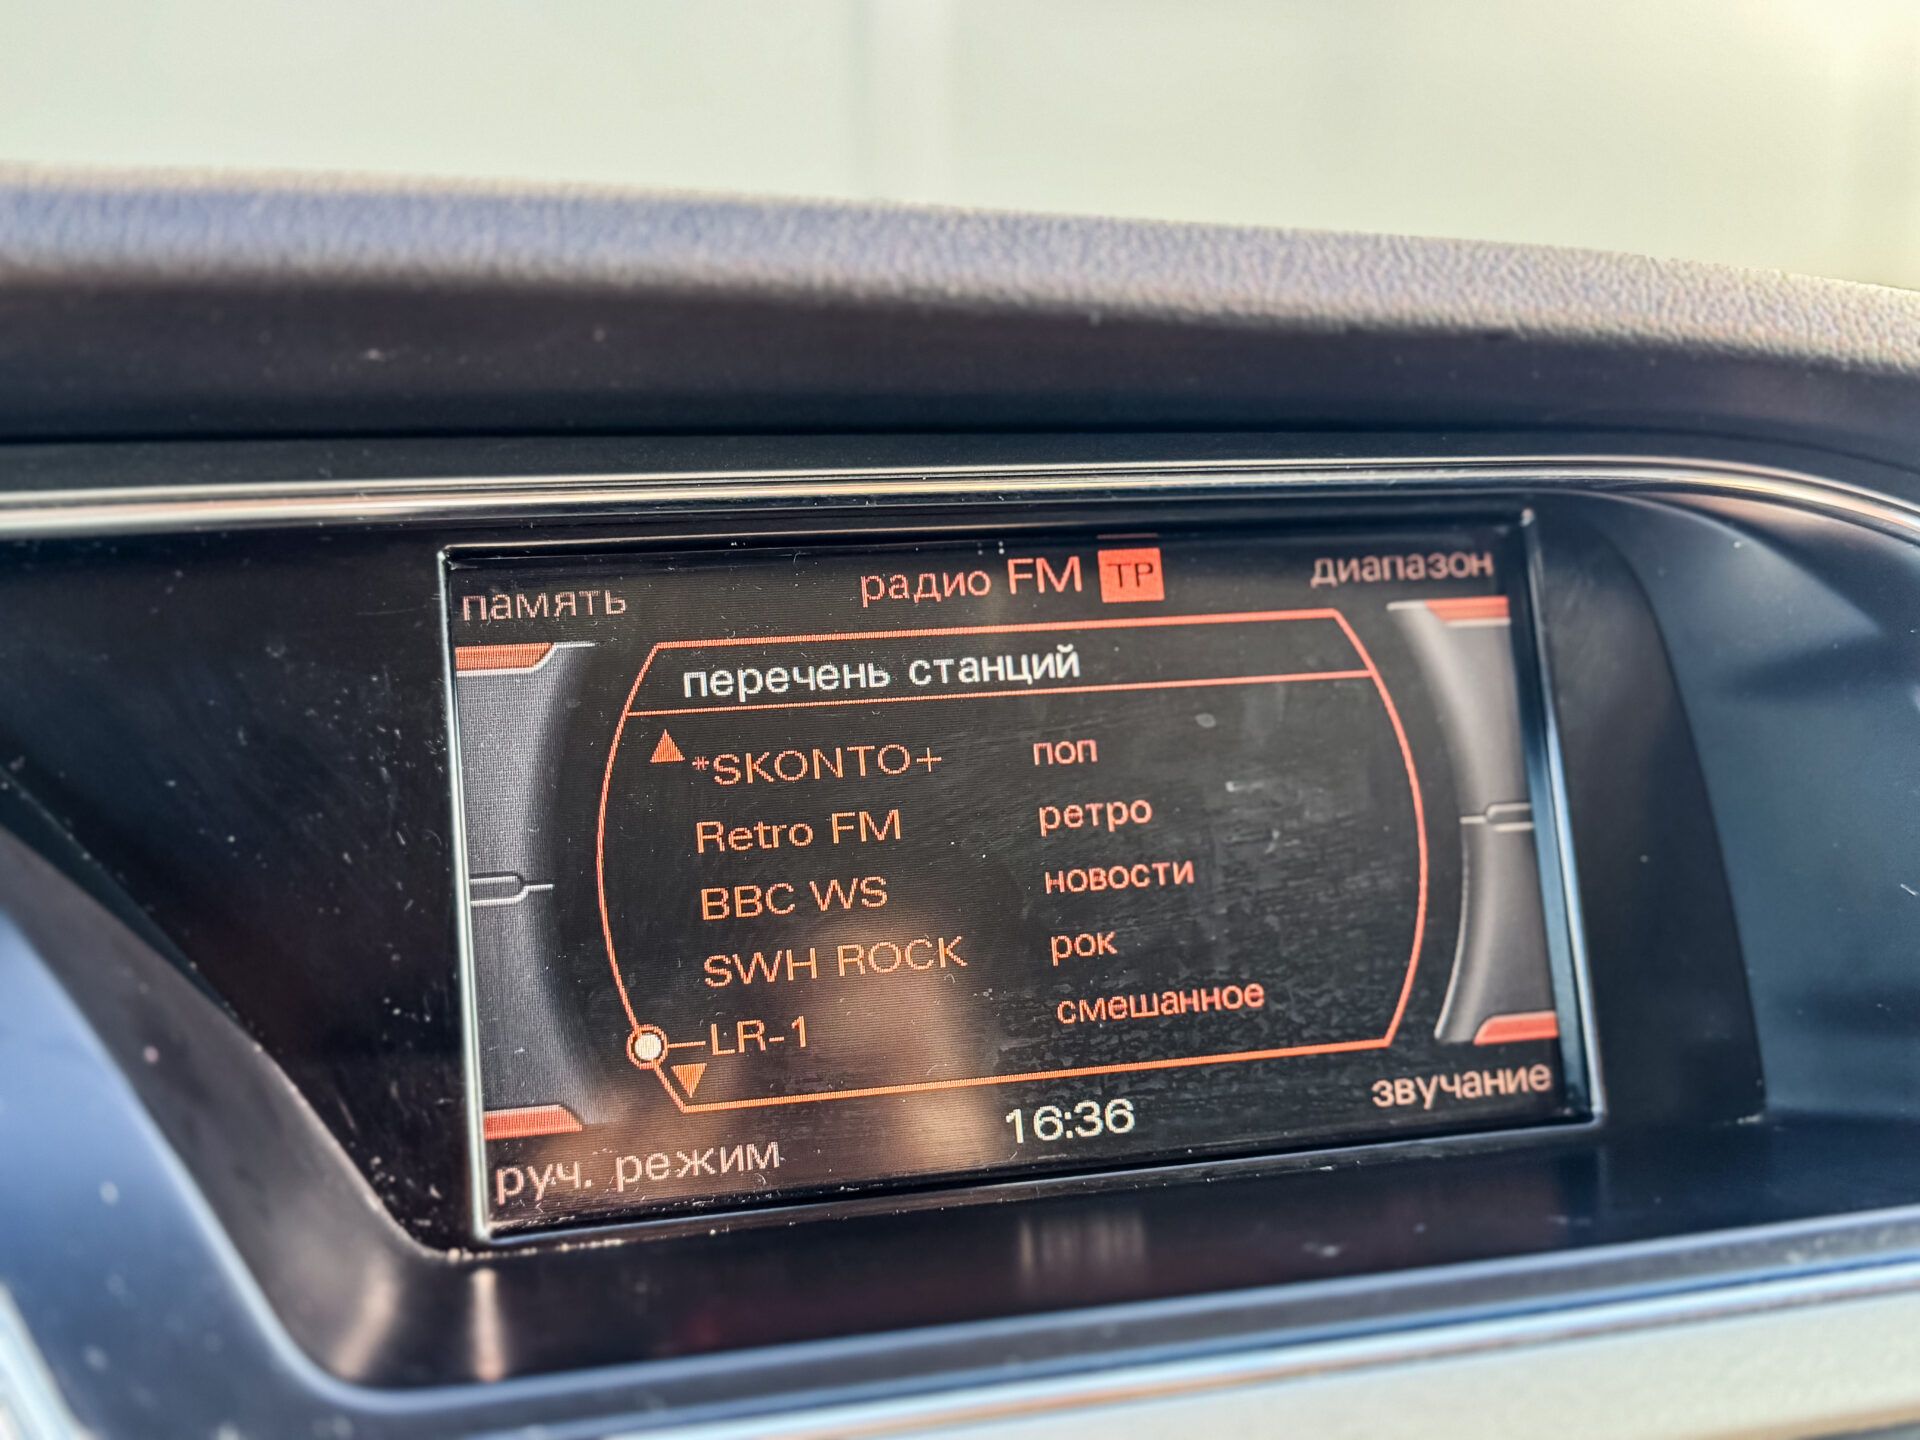 память радио FM TP диапазон
перечень станций
*SKONTO+ поп
Retro FM ретро
BBC WS новости
SWH ROCK рок
LR-1 смешанное
руч. режим 16:36 звучание